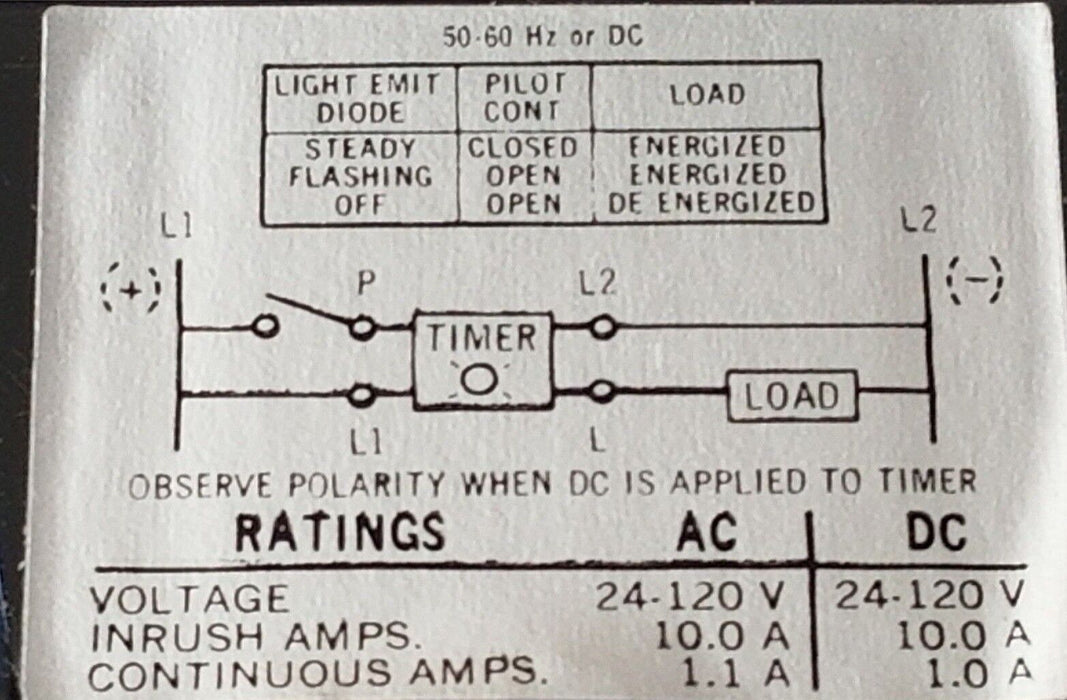 50-60 Hz or DC
LIGHT EMIT DIODE PILOT CONT LOAD
STEADY CLOSED ENERGIZED
FLASHING OPEN ENERGIZED
OFF OPEN DE ENERGIZED
L1 L2
(+) P L2 (-)
TIMER
LOAD
L1 L
OBSERVE POLARITY WHEN DC IS APPLIED TO TIMER
RATINGS AC DC
VOLTAGE 24-120 V 24-120 V
INRUSH AMPS. 10.0 A 10.0 A
CONTINUOUS AMPS. 1.1 A 1.0 A